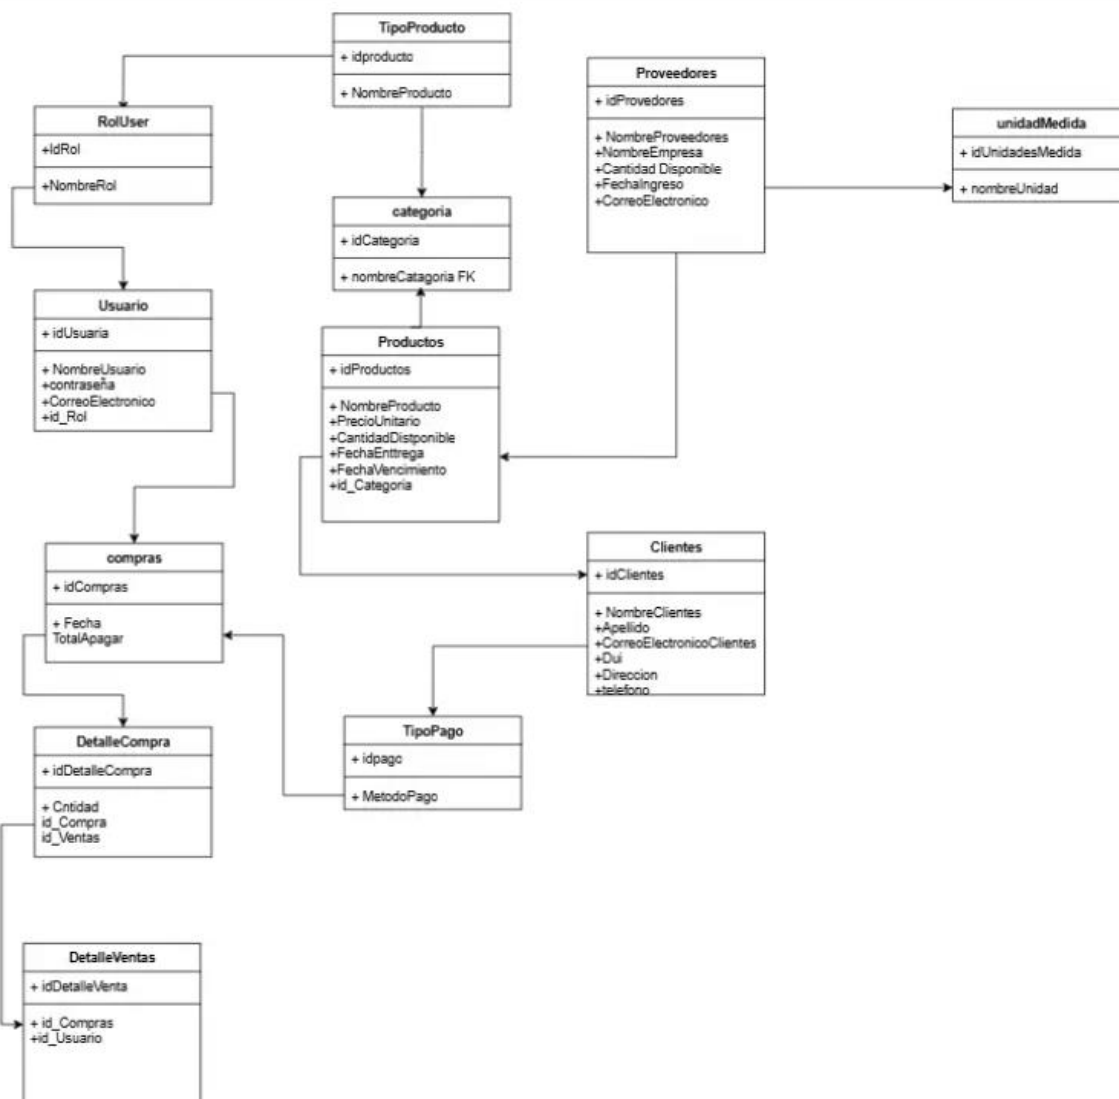 TipoProducto
+ idproducto
+ NombreProducto
Proveedores
+ idProvedores
+ NombreProveedores
+NombreEmpresa
+Cantidad Disponible
+FechaIngreso
+CorreoElectronico
unidadMedida
+ idUnidadesMedida
+ nombreUnidad
RolUser
+IdRol
+NombreRol
categoria
+ idCategoria
+ nombreCatagoria FK
Usuario
+ idUsuaria
+ NombreUsuario
+contraseña
+CorreoElectronico
+id_Rol
Productos
+ idProductos
+ NombreProducto
+PrecioUnitario
+CantidadDistponible
+FechaEnttrega
+FechaVencimiento
+id_Categoria
compras
+ idCompras
+ Fecha
TotalApagar
Clientes
+ idClientes
+ NombreClientes
+Apellido
+CorreoElectronicoClientes
+Dui
+Direccion
+telefono
TipoPago
+ idpago
+ MetodoPago
DetalleCompra
+ idDetalleCompra
+ Cntidad
id_Compra
id_Ventas
DetalleVentas
+ idDetalleVenta
+ id_Compras
+id_Usuario